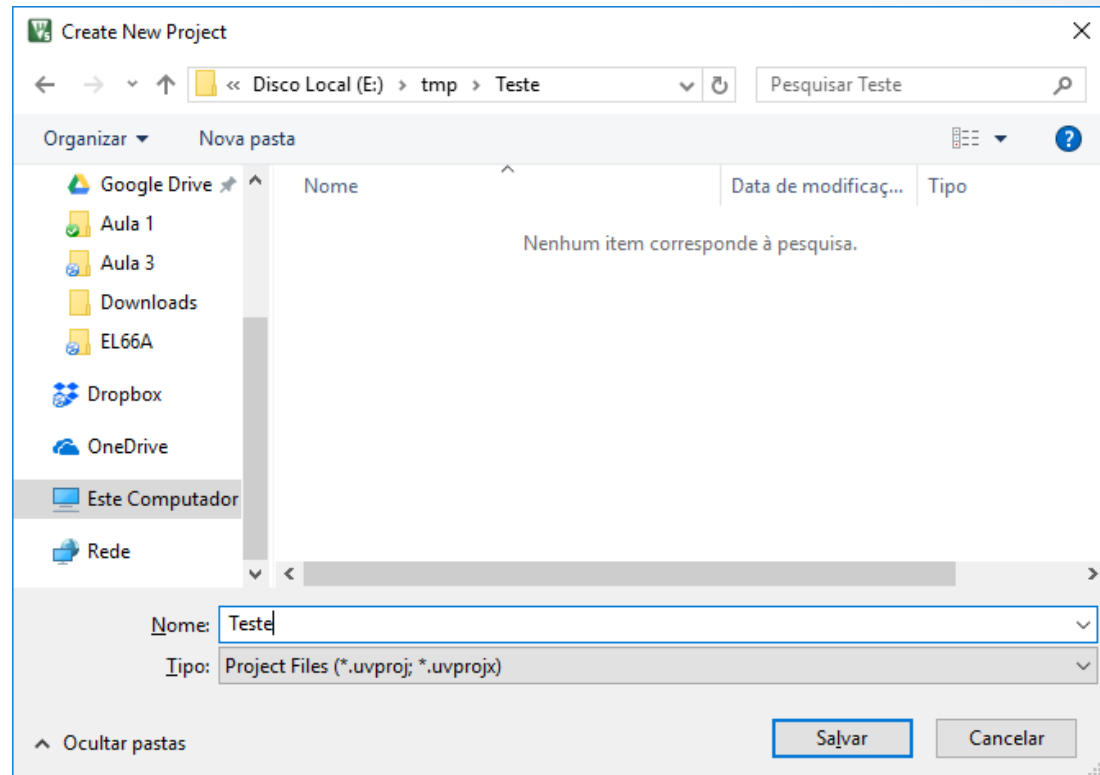 Create New Project
« Disco Local (E:) > tmp > Teste
Pesquisar Teste
Organizar
Nova pasta
Google Drive
Aula 1
Aula 3
Downloads
EL66A
Dropbox
OneDrive
Este Computador
Rede
Nome
Data de modificaç...
Tipo
Nenhum item corresponde à pesquisa.
Nome: Teste
Tipo: Project Files (*.uvproj; *.uvprojx)
Ocultar pastas
Salvar
Cancelar